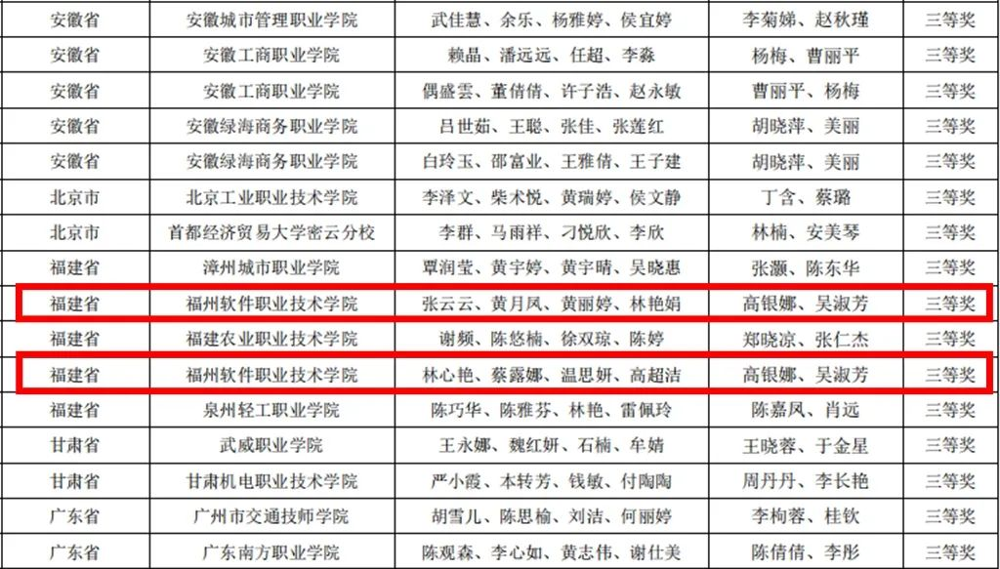 安徽省 安徽城市管理职业学院 武佳慧、余乐、杨雅婷、侯宜婷 李菊娣、赵秋瑾 三等奖
安徽省 安徽工商职业学院 赖晶、潘远远、任超、李淼 杨梅、曹丽平 三等奖
安徽省 安徽工商职业学院 偶盛雲、董倩倩、许子浩、赵永敏 曹丽平、杨梅 三等奖
安徽省 安徽绿海商务职业学院 吕世茹、王聪、张佳、张莲红 胡晓萍、美丽 三等奖
安徽省 安徽绿海商务职业学院 白玲玉、邵富业、王雅倩、王子建 胡晓萍、美丽 三等奖
北京市 北京工业职业技术学院 李泽文、柴术悦、黄瑞婷、侯文静 丁含、蔡璐 三等奖
北京市 首都经济贸易大学密云分校 李群、马雨祥、刁悦欣、李欣 林楠、安美琴 三等奖
福建省 漳州城市职业学院 覃润莹、黄宇婷、黄宇晴、吴晓惠 张灏、陈东华 三等奖
福建省 福州软件职业技术学院 张云云、黄月凤、黄丽婷、林艳娟 高银娜、吴淑芳 三等奖
福建省 福建农业职业技术学院 谢频、陈悠楠、徐双琼、陈婷 郑晓凉、张仁杰 三等奖
福建省 福州软件职业技术学院 林心艳、蔡露娜、温思妍、高超洁 高银娜、吴淑芳 三等奖
福建省 泉州轻工职业学院 陈巧华、陈雅芬、林艳、雷佩玲 陈嘉凤、肖远 三等奖
甘肃省 武威职业学院 王永娜、魏红妍、石楠、牟婧 王晓蓉、于金星 三等奖
甘肃省 甘肃机电职业技术学院 严小霞、本转芳、钱敏、付陶陶 周丹丹、李长艳 三等奖
广东省 广州市交通技师学院 胡雪儿、陈思榆、刘洁、何丽婷 李枸蓉、桂钦 三等奖
广东省 广东南方职业学院 陈观森、李心如、黄志伟、谢仕美 陈倩倩、李彤 三等奖